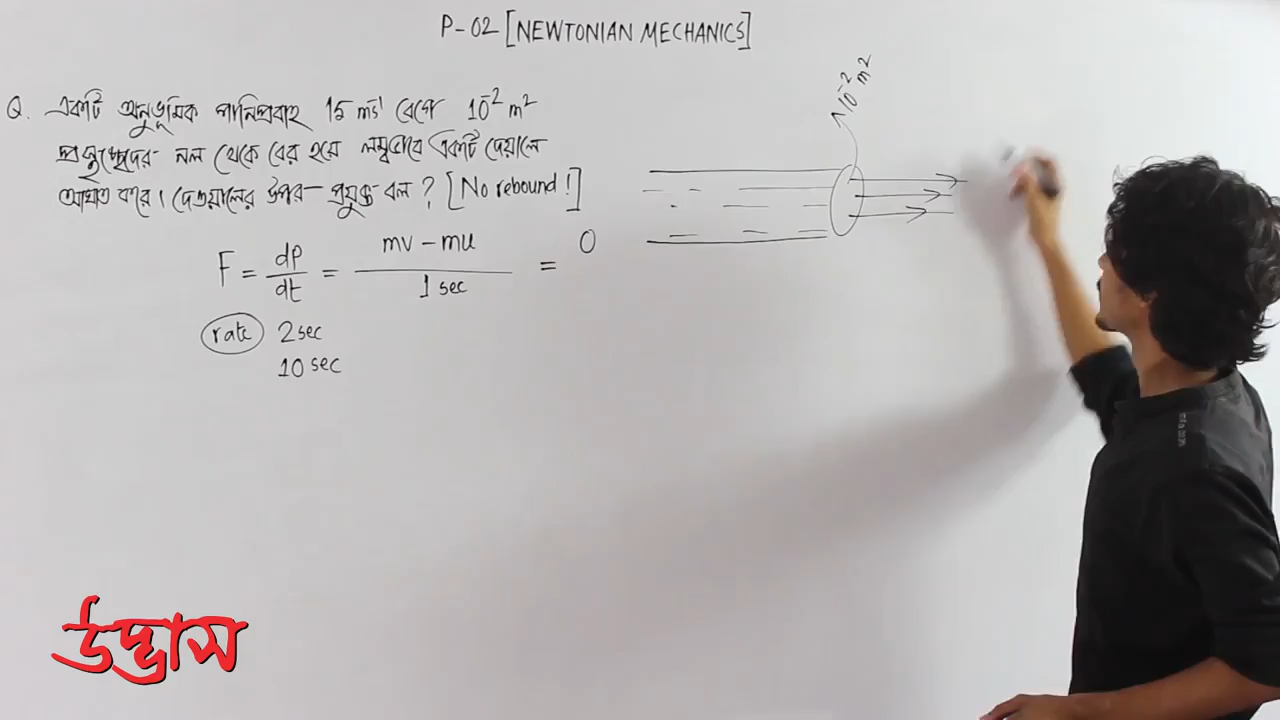 P-02 [NEWTONIAN MECHANICS]
Q. একটি অনুভূমিক পানিপ্রবাহ 15 ms⁻¹ বেগে 10⁻² m²
প্রস্থচ্ছেদের নল থেকে বের হয়ে লম্বভাবে একটি দেয়ালে
আঘাত করে। দেওয়ালের উপর প্রযুক্ত বল ? [No rebound!]
F = dP/dt = mv - mu / 1 sec = 0
rate 2 sec
10 sec
10⁻² m²
উদ্ভাস